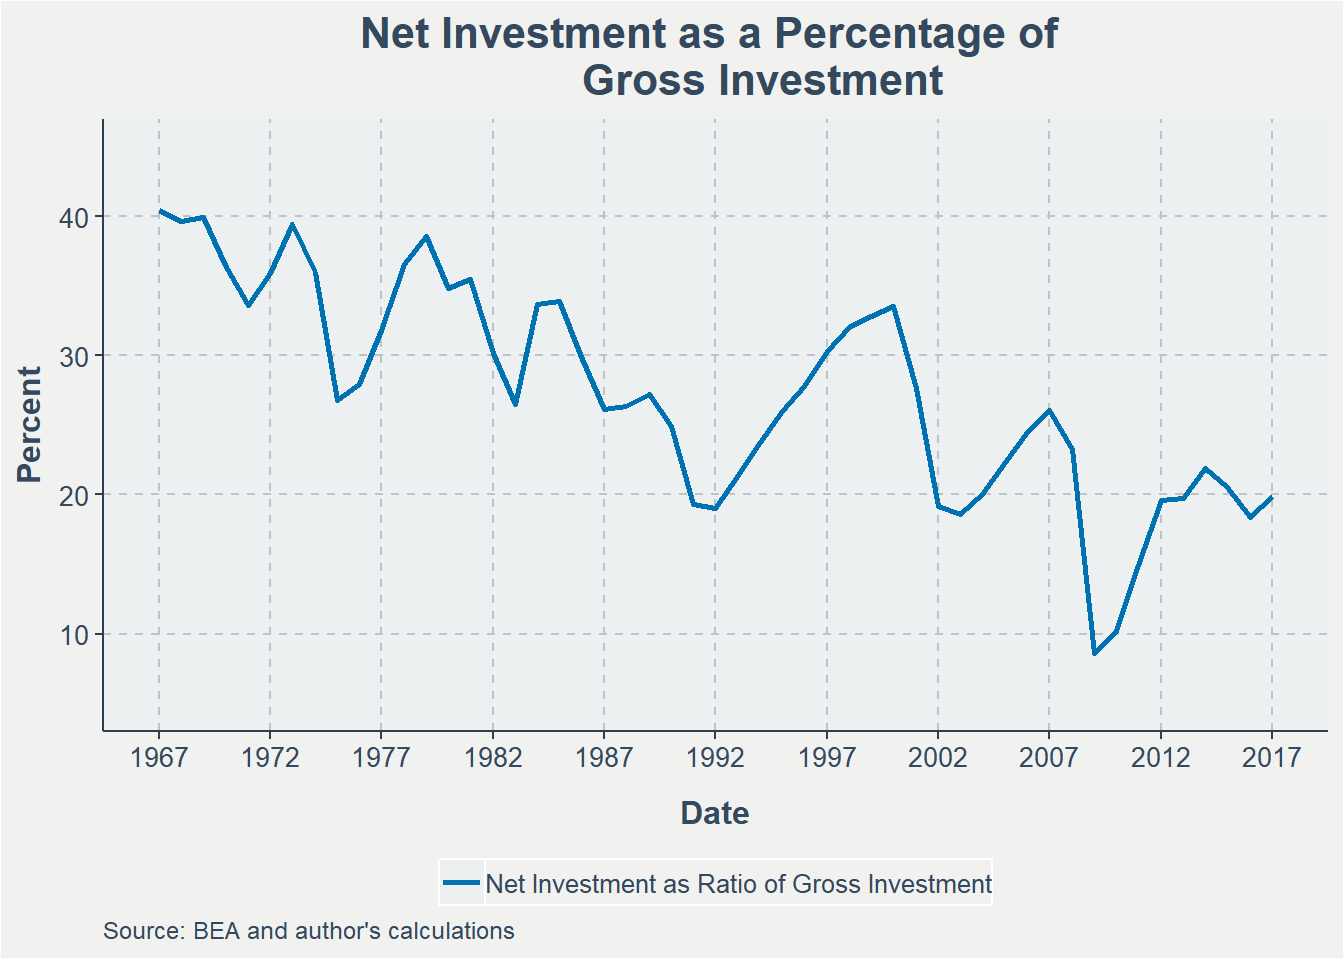 Net Investment as a Percentage of
Gross Investment
Percent
40
30
20
10
1967 1972 1977 1982 1987 1992 1997 2002 2007 2012 2017
Date
Net Investment as Ratio of Gross Investment
Source: BEA and author's calculations